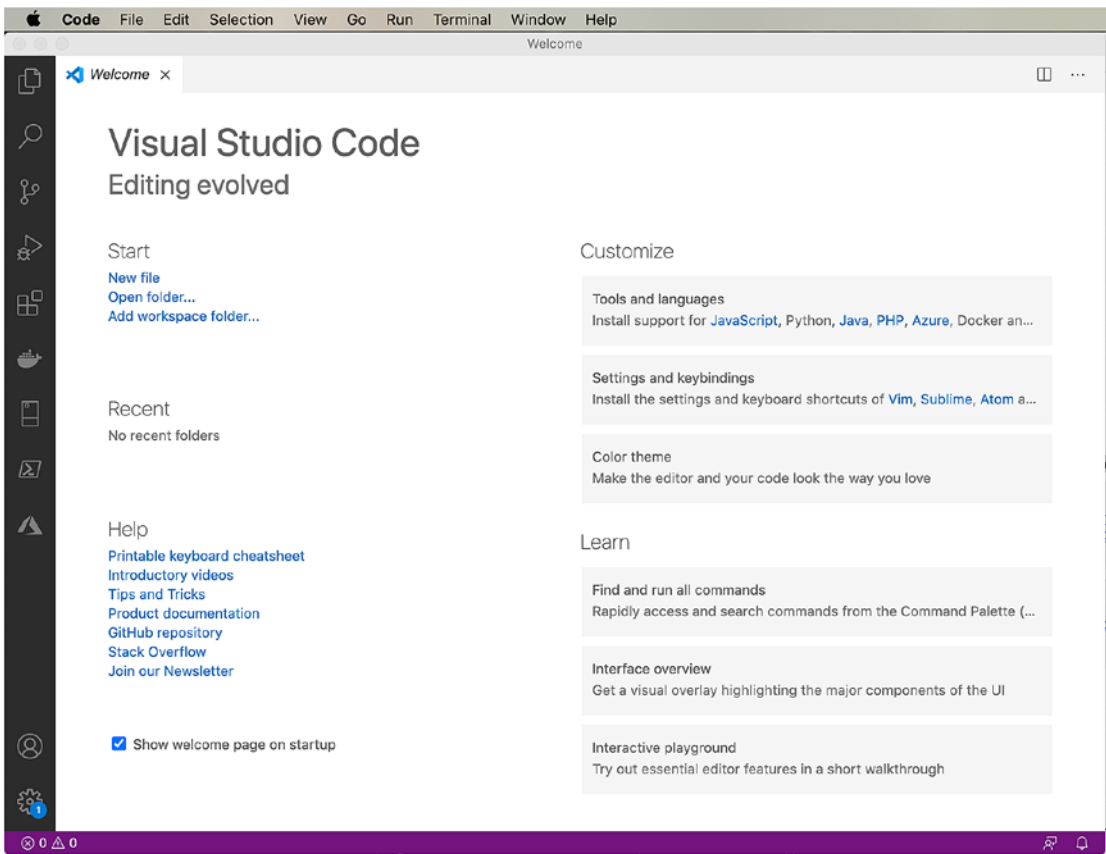 Code File Edit Selection View Go Run Terminal Window Help
Welcome
Welcome
Visual Studio Code
Editing evolved
Start
New file
Open folder...
Add workspace folder...
Recent
No recent folders
Help
Printable keyboard cheatsheet
Introductory videos
Tips and Tricks
Product documentation
GitHub repository
Stack Overflow
Join our Newsletter
Show welcome page on startup
Customize
Tools and languages
Install support for JavaScript, Python, Java, PHP, Azure, Docker an...
Settings and keybindings
Install the settings and keyboard shortcuts of Vim, Sublime, Atom a...
Color theme
Make the editor and your code look the way you love
Learn
Find and run all commands
Rapidly access and search commands from the Command Palette (...
Interface overview
Get a visual overlay highlighting the major components of the UI
Interactive playground
Try out essential editor features in a short walkthrough
1
0 0